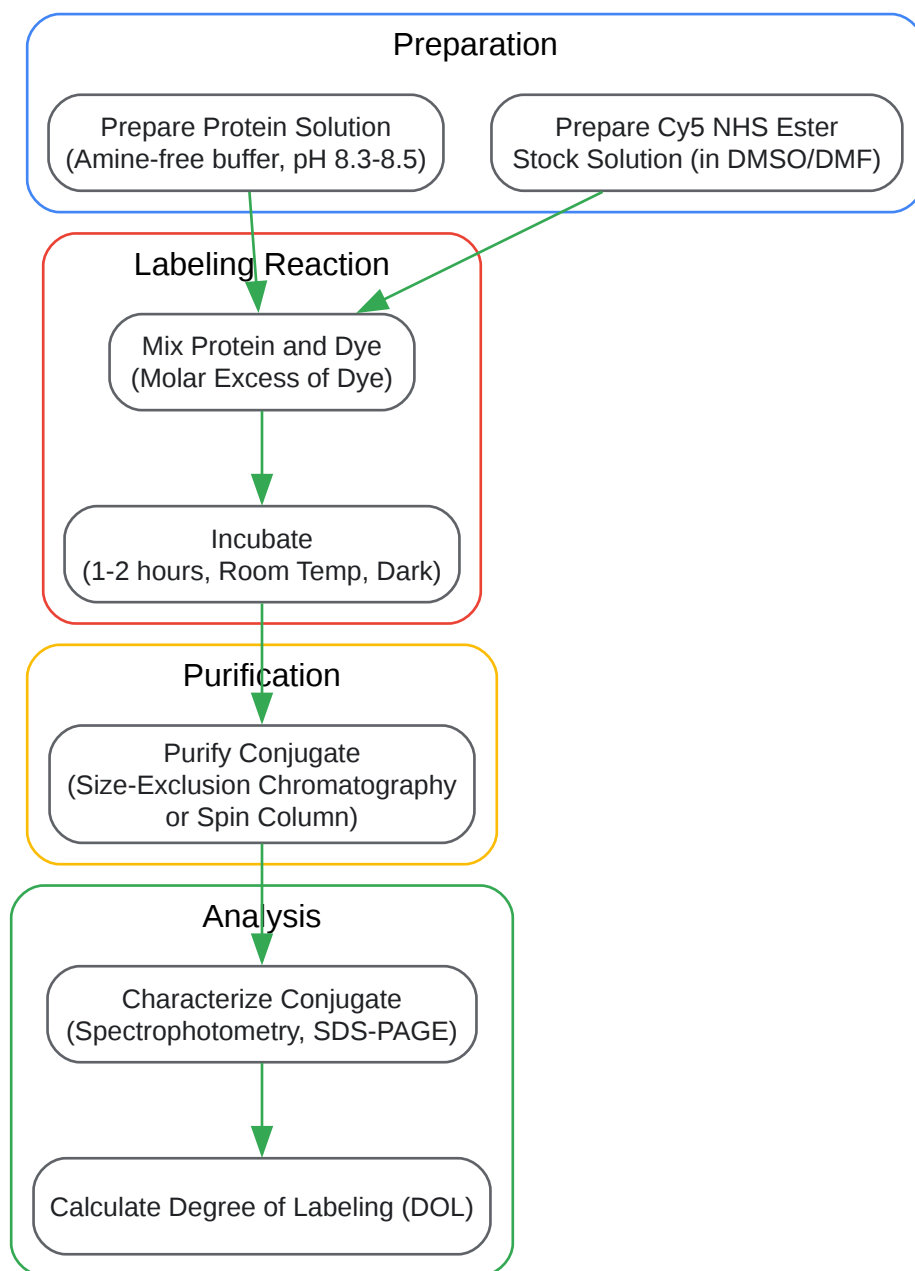 Preparation
Prepare Protein Solution
(Amine-free buffer, pH 8.3-8.5)
Prepare Cy5 NHS Ester
Stock Solution (in DMSO/DMF)
Labeling Reaction
Mix Protein and Dye
(Molar Excess of Dye)
Incubate
(1-2 hours, Room Temp, Dark)
Purification
Purify Conjugate
(Size-Exclusion Chromatography
or Spin Column)
Analysis
Characterize Conjugate
(Spectrophotometry, SDS-PAGE)
Calculate Degree of Labeling (DOL)